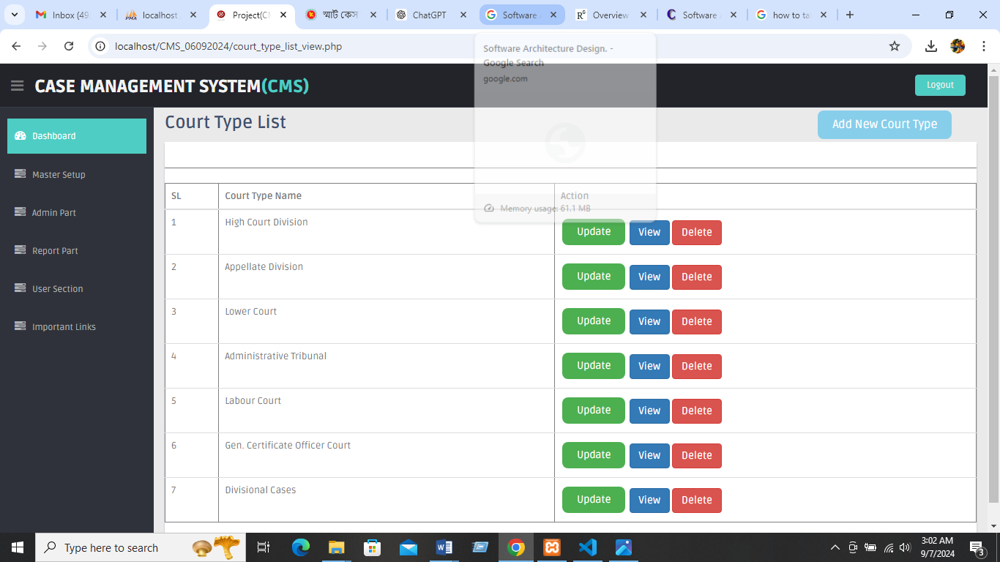 Inbox (49
localhost
Project(C
স্মার্ট কেস
ChatGPT
Software
Overview
Software
how to ta
localhost/CMS_06092024/court_type_list_view.php
Software Architecture Design. -
Google Search
google.com
CASE MANAGEMENT SYSTEM(CMS)
Logout
Dashboard
Master Setup
Admin Part
Report Part
User Section
Important Links
Court Type List
Add New Court Type
SL Court Type Name Action
Memory usage: 61.1 MB
1 High Court Division Update View Delete
2 Appellate Division Update View Delete
3 Lower Court Update View Delete
4 Administrative Tribunal Update View Delete
5 Labour Court Update View Delete
6 Gen. Certificate Officer Court Update View Delete
7 Divisional Cases Update View Delete
Type here to search
3:02 AM
9/7/2024
3